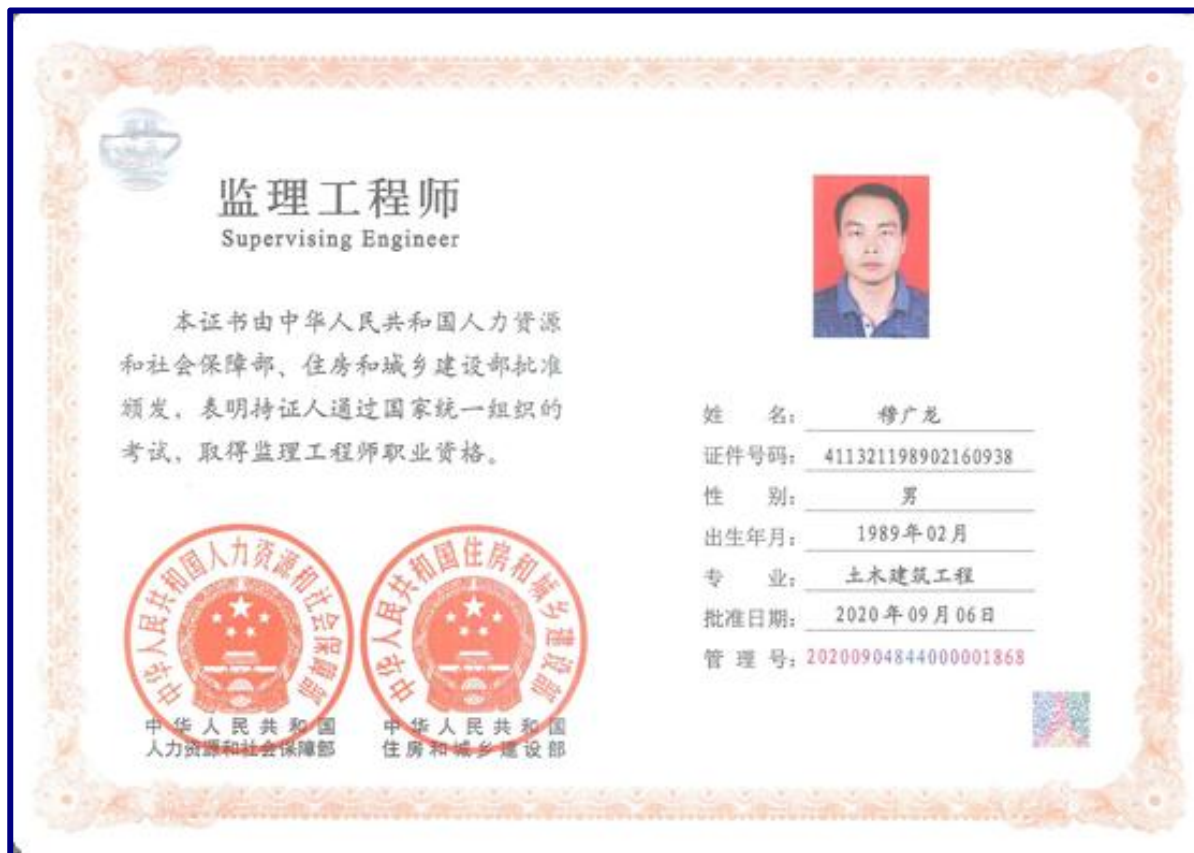 监理工程师
Supervising Engineer
本证书由中华人民共和国人力资源
和社会保障部、住房和城乡建设部批准
颁发，表明持证人通过国家统一组织的
考试，取得监理工程师职业资格。
中华人民共和国人力资源和社会保障部
中华人民共和国住房和城乡建设部
中华人民共和国
人力资源和社会保障部
中华人民共和国
住房和城乡建设部
姓 名：穆广龙
证件号码：411321198902160938
性 别：男
出生年月：1989年02月
专 业：土木建筑工程
批准日期：2020年09月06日
管 理 号：20200904844000001868